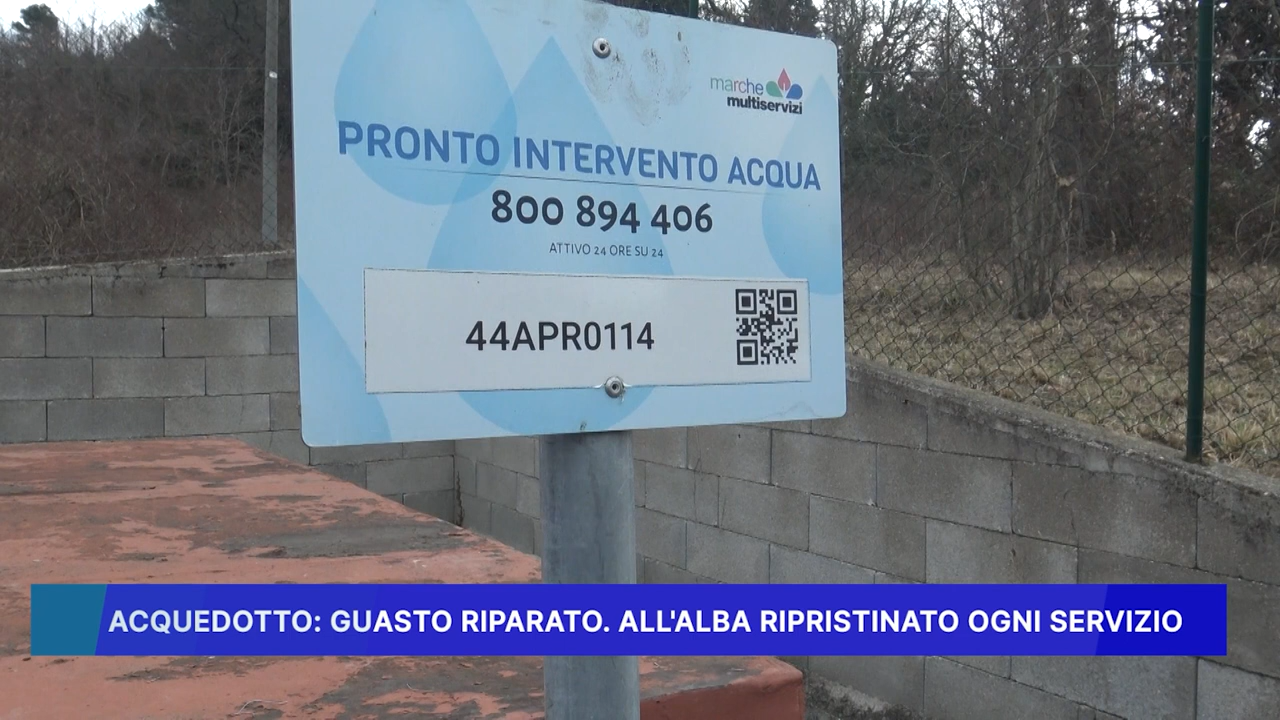 marche
multiservizi
PRONTO INTERVENTO ACQUA
800 894 406
ATTIVO 24 ORE SU 24
44APR0114
ACQUEDOTTO: GUASTO RIPARATO. ALL'ALBA RIPRISTINATO OGNI SERVIZIO